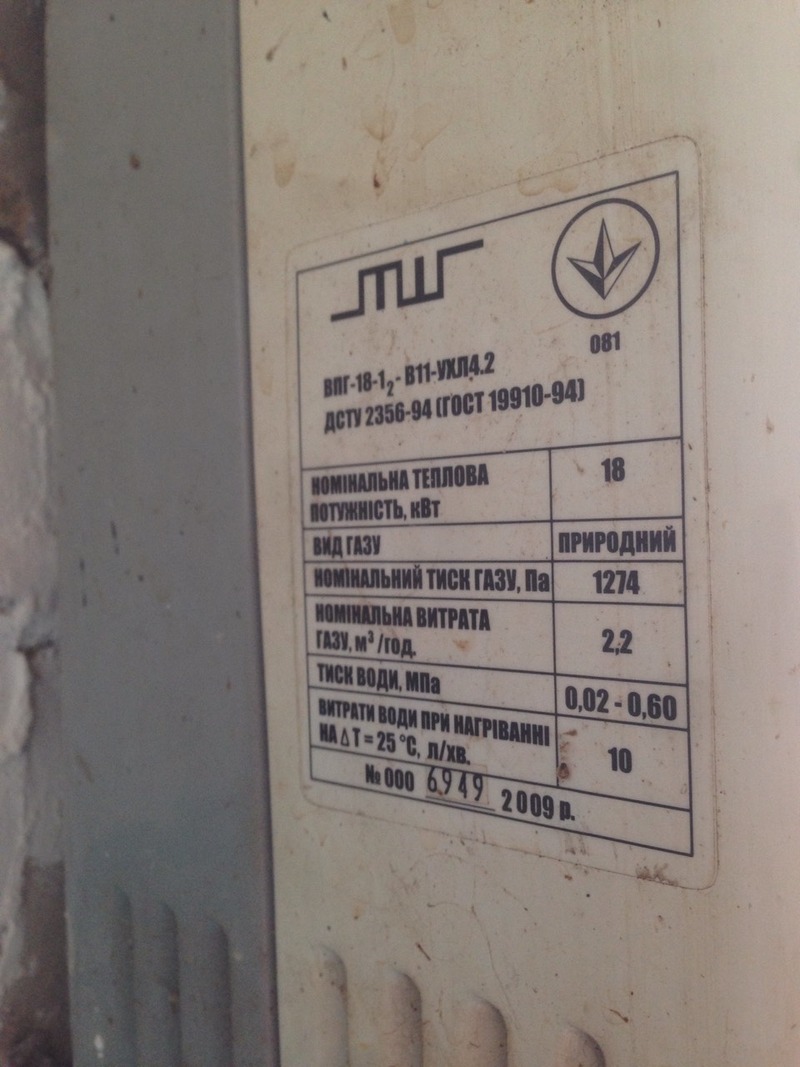 081
ВПГ-18-1₂-В11-УХЛ4.2
ДСТУ 2356-94 (ГОСТ 19910-94)
НОМІНАЛЬНА ТЕПЛОВА
ПОТУЖНІСТЬ, кВт
18
ВИД ГАЗУ
ПРИРОДНИЙ
НОМІНАЛЬНИЙ ТИСК ГАЗУ, Па
1274
НОМІНАЛЬНА ВИТРАТА
ГАЗУ, м³/год.
2,2
ТИСК ВОДИ, МПа
0,02 - 0,60
ВИТРАТИ ВОДИ ПРИ НАГРІВАННІ
НА Δ Т = 25 °С, л/хв.
10
№ 000 6949 2009 р.